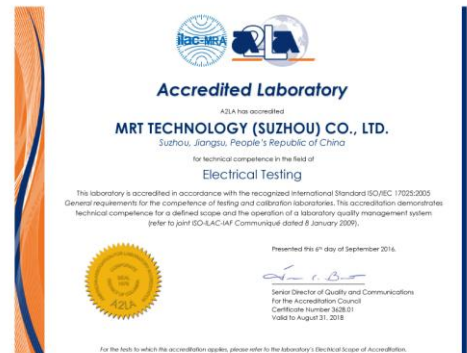 ilac-MRA
A2LA
Accredited Laboratory
A2LA has accredited
MRT TECHNOLOGY (SUZHOU) CO., LTD.
Suzhou, Jiangsu, People's Republic of China
for technical competence in the field of
Electrical Testing
This laboratory is accredited in accordance with the recognized International Standard ISO/IEC 17025:2005
General requirements for the competence of testing and calibration laboratories. This accreditation demonstrates
technical competence for a defined scope and the operation of a laboratory quality management system
(refer to joint ISO-ILAC-IAF Communiqué dated 8 January 2009).
Presented this 6th day of September 2016.
Senior Director of Quality and Communications
For the Accreditation Council
Certificate Number 3628.01
Valid to August 31, 2018
CORPORATE
SEAL
1978
A2LA
For the tests to which this accreditation applies, please refer to the laboratory's Electrical Scope of Accreditation.